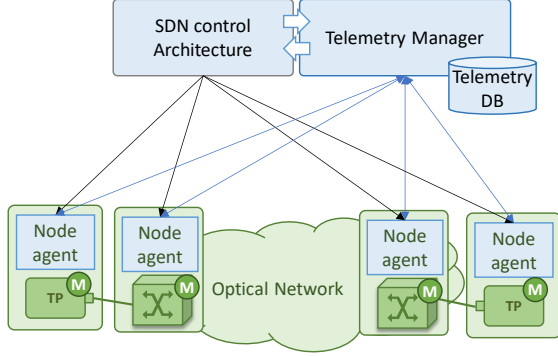 SDN control
Architecture
Telemetry Manager
Telemetry
DB
Node
agent
M
TP
Node
agent
M
Optical Network
Node
agent
M
Node
agent
M
TP